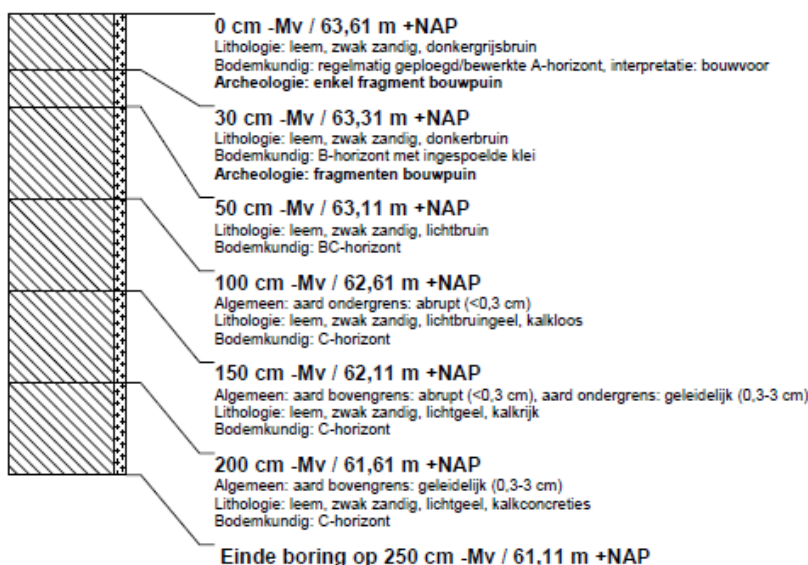 0 cm -Mv / 63,61 m +NAP
Lithologie: leem, zwak zandig, donkergrijsbruin
Bodemkundig: regelmatig geploegd/bewerkte A-horizont, interpretatie: bouwvoor
Archeologie: enkel fragment bouwpuin
30 cm -Mv / 63,31 m +NAP
Lithologie: leem, zwak zandig, donkerbruin
Bodemkundig: B-horizont met ingespoelde klei
Archeologie: fragmenten bouwpuin
50 cm -Mv / 63,11 m +NAP
Lithologie: leem, zwak zandig, lichtbruin
Bodemkundig: BC-horizont
100 cm -Mv / 62,61 m +NAP
Algemeen: aard ondergrens: abrupt (<0,3 cm)
Lithologie: leem, zwak zandig, lichtbruingeel, kalkloos
Bodemkundig: C-horizont
150 cm -Mv / 62,11 m +NAP
Algemeen: aard bovengrens: abrupt (<0,3 cm), aard ondergrens: geleidelijk (0,3-3 cm)
Lithologie: leem, zwak zandig, lichtgeel, kalkrijk
Bodemkundig: C-horizont
200 cm -Mv / 61,61 m +NAP
Algemeen: aard bovengrens: geleidelijk (0,3-3 cm)
Lithologie: leem, zwak zandig, lichtgeel, kalkconcreties
Bodemkundig: C-horizont
Einde boring op 250 cm -Mv / 61,11 m +NAP